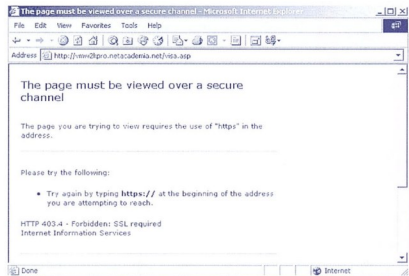 The page must be viewed over a secure channel - Microsoft Internet Explorer
File Edit View Favorites Tools Help
Address http://www2kpro.netacademia.net/visa.asp
The page must be viewed over a secure
channel
The page you are trying to view requires the use of "https" in the
address.
Please try the following:
• Try again by typing https:// at the beginning of the address
you are attempting to reach.
HTTP 403.4 - Forbidden: SSL required
Internet Information Services
Done Internet